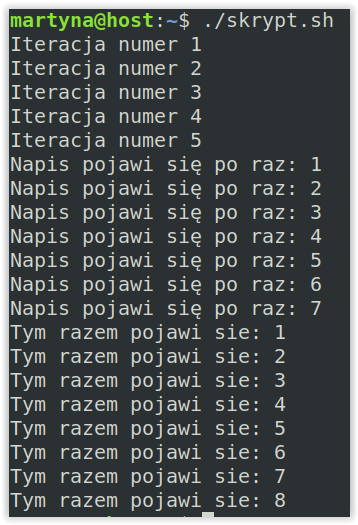 martyna@host:~$ ./skrypt.sh
Iteracja numer 1
Iteracja numer 2
Iteracja numer 3
Iteracja numer 4
Iteracja numer 5
Napis pojawi się po raz: 1
Napis pojawi się po raz: 2
Napis pojawi się po raz: 3
Napis pojawi się po raz: 4
Napis pojawi się po raz: 5
Napis pojawi się po raz: 6
Napis pojawi się po raz: 7
Tym razem pojawi sie: 1
Tym razem pojawi sie: 2
Tym razem pojawi sie: 3
Tym razem pojawi sie: 4
Tym razem pojawi sie: 5
Tym razem pojawi sie: 6
Tym razem pojawi sie: 7
Tym razem pojawi sie: 8